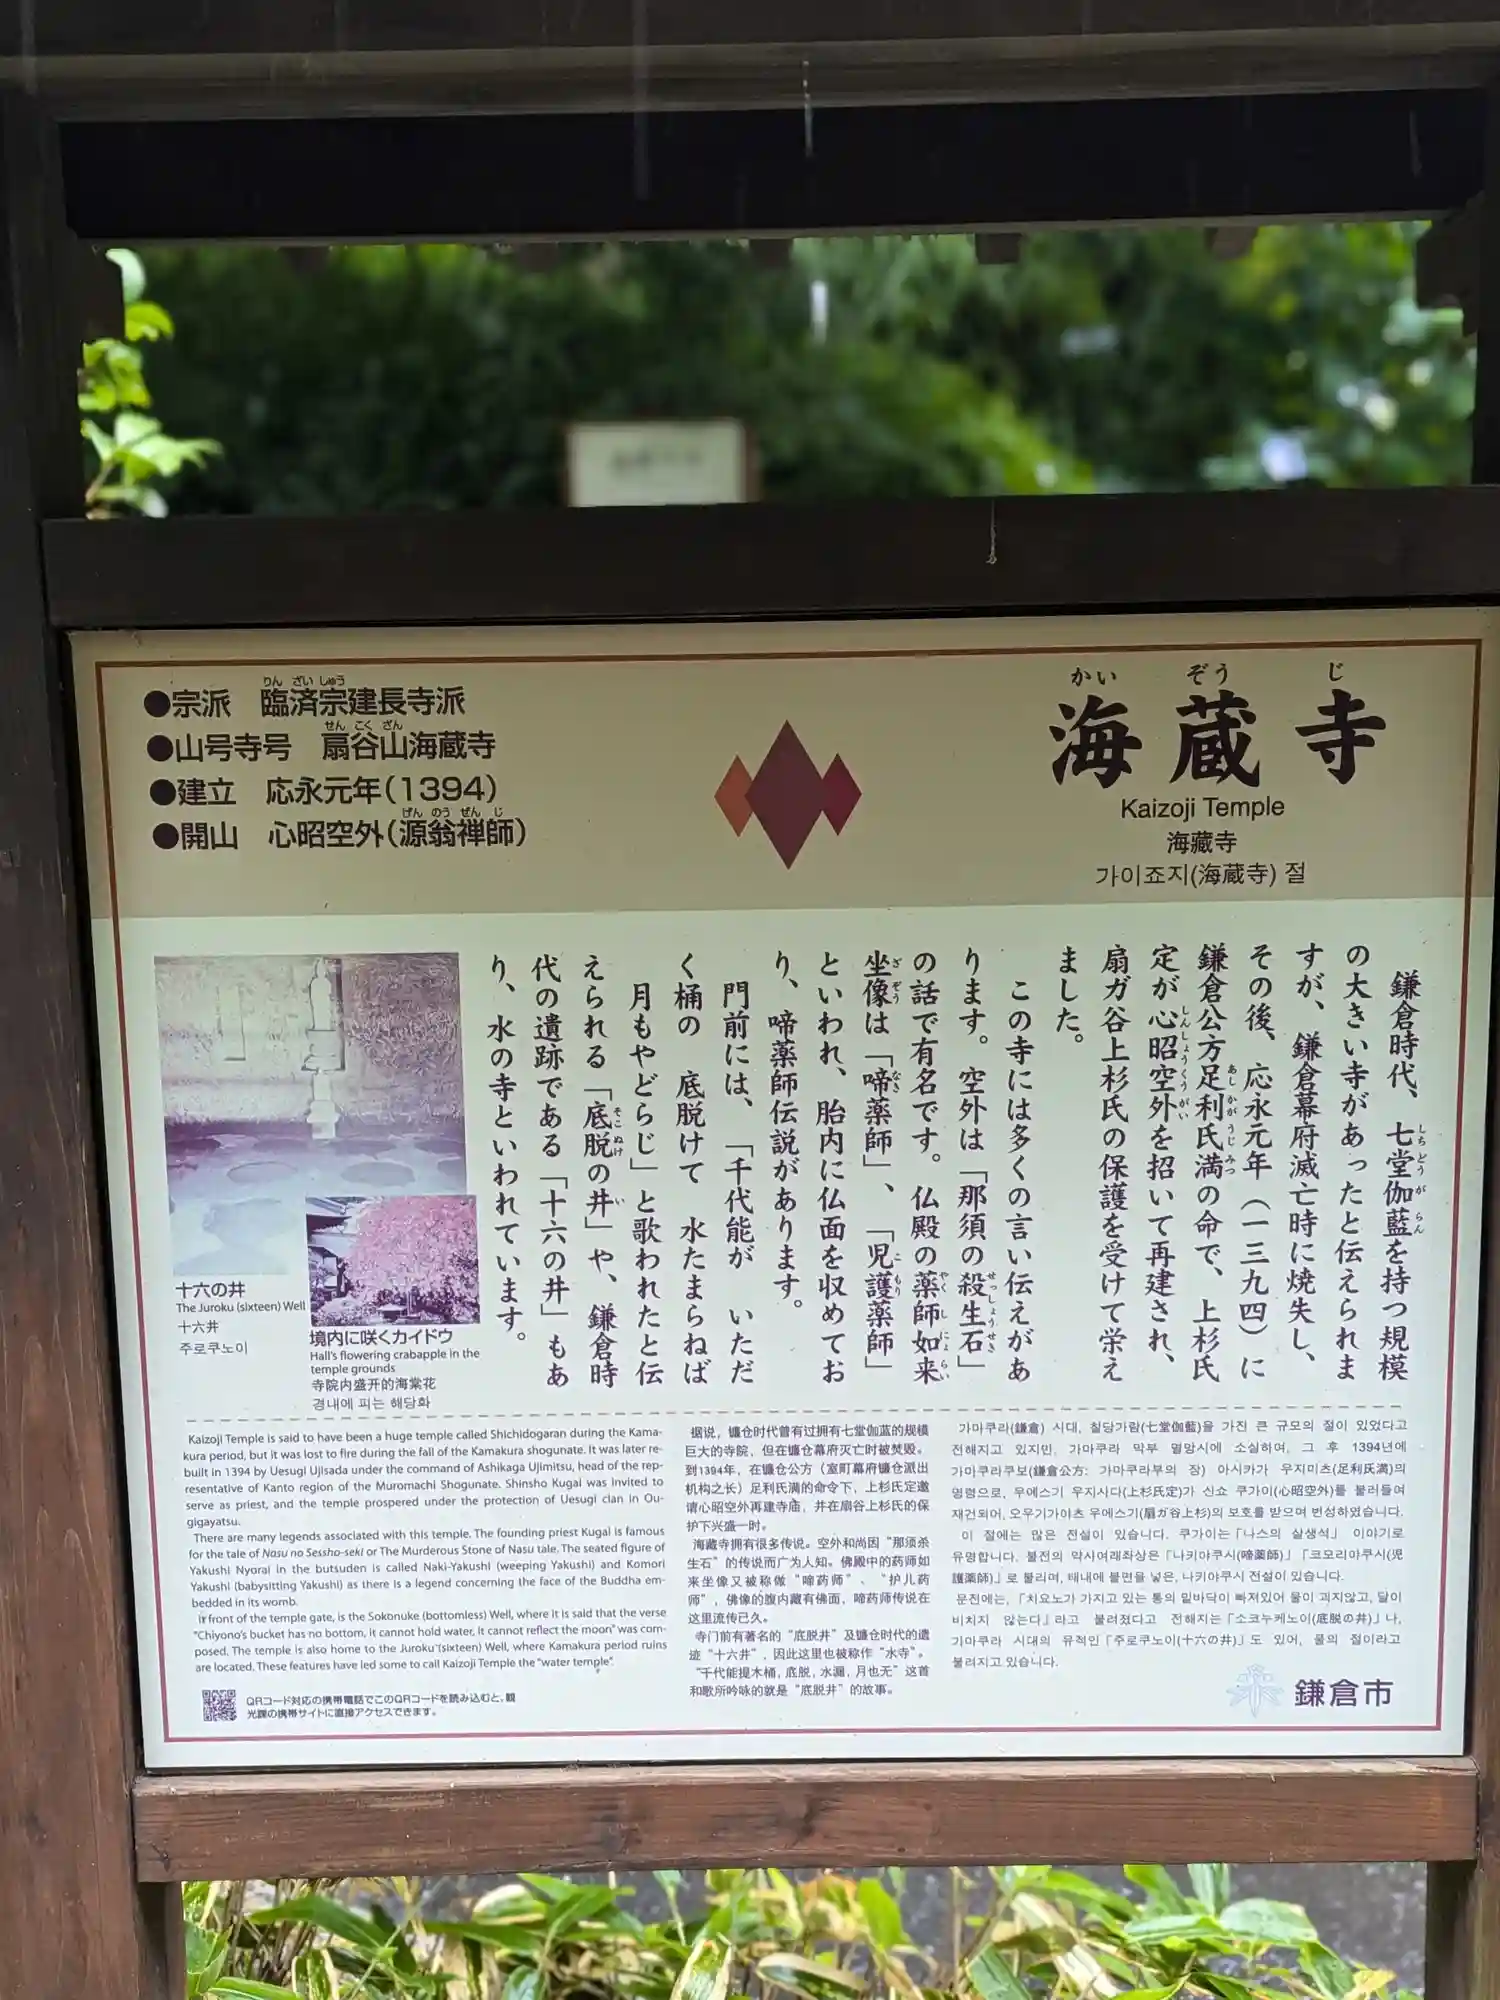 かいぞうじ
海蔵寺
Kaizoji Temple
海藏寺
가이죠지(海蔵寺) 절
りんざいしゅう
●宗派　臨済宗建長寺派
せんこくざん
●山号寺号　扇谷山海蔵寺
●建立　応永元年(1394)
げんのうぜんじ
●開山　心昭空外(源翁禅師)
鎌倉時代、七堂伽藍を持つ規模
の大きい寺があったと伝えられま
すが、鎌倉幕府滅亡時に焼失し、
その後、応永元年（一三九四）に
鎌倉公方足利氏満の命で、上杉氏
定が心昭空外を招いて再建され、
扇ガ谷上杉氏の保護を受けて栄え
ました。
この寺には多くの言い伝えがあ
ります。空外は「那須の殺生石」
の話で有名です。仏殿の薬師如来
坐像は「啼薬師」、「児護薬師」
といわれ、胎内に仏面を収めてお
り、啼薬師伝説があります。
門前には、「千代能が　いただ
く桶の　底脱けて　水たまらねば
月もやどらじ」と歌われたと伝
えられる「底脱の井」や、鎌倉時
代の遺跡である「十六の井」もあ
り、水の寺といわれています。
十六の井
The Juroku (sixteen) Well
十六井
주로쿠노이
境内に咲くカイドウ
Hall's flowering crabapple in the
temple grounds
寺院内盛开的海棠花
경내에 피는 해당화
Kaizoji Temple is said to have been a huge temple called Shichidogaran during the Kama-
kura period, but it was lost to fire during the fall of the Kamakura shogunate. It was later re-
built in 1394 by Uesugi Ujisada under the command of Ashikaga Ujimitsu, head of the rep-
resentative of Kanto region of the Muromachi Shogunate. Shinsho Kugai was invited to
serve as priest, and the temple prospered under the protection of Uesugi clan in Ou-
gigayatsu.
There are many legends associated with this temple. The founding priest Kugai is famous
for the tale of Nasu no Sessho-seki or The Murderous Stone of Nasu tale. The seated figure of
Yakushi Nyorai in the butsuden is called Naki-Yakushi (weeping Yakushi) and Komori
Yakushi (babysitting Yakushi) as there is a legend concerning the face of the Buddha em-
bedded in its womb.
In front of the temple gate, is the Sokonuke (bottomless) Well, where it is said that the verse
"Chiyono's bucket has no bottom, it cannot hold water, it cannot reflect the moon" was com-
posed. The temple is also home to the Juroku (sixteen) Well, where Kamakura period ruins
are located. These features have led some to call Kaizoji Temple the "water temple".
据说，镰仓时代曾有过拥有七堂伽蓝的规模
巨大的寺院，但在镰仓幕府灭亡时被焚毁。
到1394年，在镰仓公方（室町幕府镰仓派出
机构之长）足利氏满的命令下，上杉氏定邀
请心昭空外再建寺庙，并在扇谷上杉氏的保
护下兴盛一时。
海藏寺拥有很多传说。空外和尚因"那须杀
生石"的传说而广为人知。佛殿中的药师如
来坐像又被称做"啼药师"、"护儿药
师"，佛像的腹内藏有佛面，啼药师传说在
这里流传已久。
寺门前有著名的"底脱井"及镰仓时代的遗
迹"十六井"，因此这里也被称作"水寺"。
"千代能提木桶，底脱，水漏，月也无"这首
和歌所吟咏的就是"底脱井"的故事。
가마쿠라(鎌倉) 시대, 칠당가람(七堂伽藍)을 가진 큰 규모의 절이 있었다고
전해지고 있지만, 가마쿠라 막부 멸망시에 소실하여, 그 후 1394년에
가마쿠라쿠보(鎌倉公方: 가마쿠라부의 장) 아시카가 우지미츠(足利氏満)의
명령으로, 우에스기 우지사다(上杉氏定)가 신쇼 쿠가이(心昭空外)를 불러들여
재건되어, 오우기가야츠 우에스기(扇ガ谷上杉)의 보호를 받으며 번성하였습니다.
이 절에는 많은 전설이 있습니다. 쿠가이는「나스의 살생석」 이야기로
유명합니다. 불전의 약사여래좌상은「나키야쿠시(啼薬師)」「코모리야쿠시(児
護薬師)」로 불리며, 태내에 불면을 넣은, 나키야쿠시 전설이 있습니다.
문전에는,「치요노가 가지고 있는 통의 밑바닥이 빠져있어 물이 괴지않고, 달이
비치지 않는다」라고 불려졌다고 전해지는「소코누케노이(底脱の井)」나,
가마쿠라 시대의 유적인「주로쿠노이(十六の井)」도 있어, 물의 절이라고
불려지고 있습니다.
QRコード対応の携帯電話でこのQRコードを読み込むと、観
光課の携帯サイトに直接アクセスできます。
鎌倉市